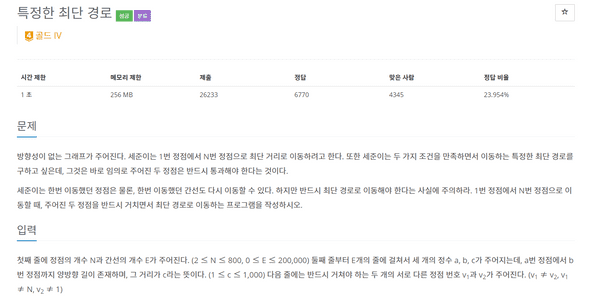 특정한 최단 경로 성공 분류
4 골드 IV
시간 제한 메모리 제한 제출 정답 맞은 사람 정답 비율
1 초 256 MB 26233 6770 4345 23.954%
문제
방향성이 없는 그래프가 주어진다. 세준이는 1번 정점에서 N번 정점으로 최단 거리로 이동하려고 한다. 또한 세준이는 두 가지 조건을 만족하면서 이동하는 특정한 최단 경로를
구하고 싶은데, 그것은 바로 임의로 주어진 두 정점은 반드시 통과해야 한다는 것이다.
세준이는 한번 이동했던 정점은 물론, 한번 이동했던 간선도 다시 이동할 수 있다. 하지만 반드시 최단 경로로 이동해야 한다는 사실에 주의하라. 1번 정점에서 N번 정점으로 이
동할 때, 주어진 두 정점을 반드시 거치면서 최단 경로로 이동하는 프로그램을 작성하시오.
입력
첫째 줄에 정점의 개수 N과 간선의 개수 E가 주어진다. (2 ≤ N ≤ 800, 0 ≤ E ≤ 200,000) 둘째 줄부터 E개의 줄에 걸쳐서 세 개의 정수 a, b, c가 주어지는데, a번 정점에서 b
번 정점까지 양방향 길이 존재하며, 그 거리가 c라는 뜻이다. (1 ≤ c ≤ 1,000) 다음 줄에는 반드시 거쳐야 하는 두 개의 서로 다른 정점 번호 v₁과 v₂가 주어진다. (v₁ ≠ v₂, v₁
≠ N, v₂ ≠ 1)